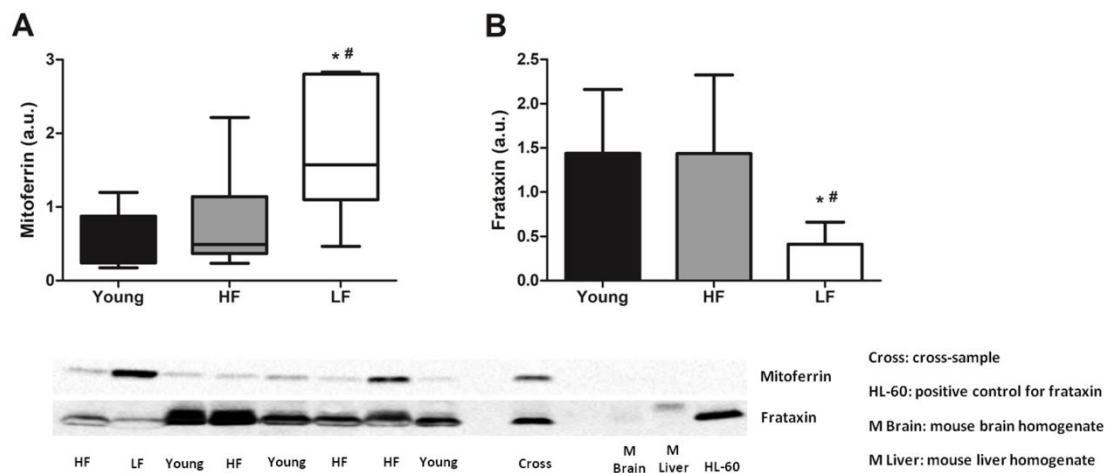 A
Mitoferrin (a.u.)
3
2
1
0
* #
Young HF LF
B
Frataxin (a.u.)
2.5
2.0
1.5
1.0
0.5
0.0
* #
Young HF LF
Mitoferrin
Frataxin
HF LF Young HF Young HF HF Young Cross M Brain M Liver HL-60
Cross: cross-sample
HL-60: positive control for frataxin
M Brain: mouse brain homogenate
M Liver: mouse liver homogenate